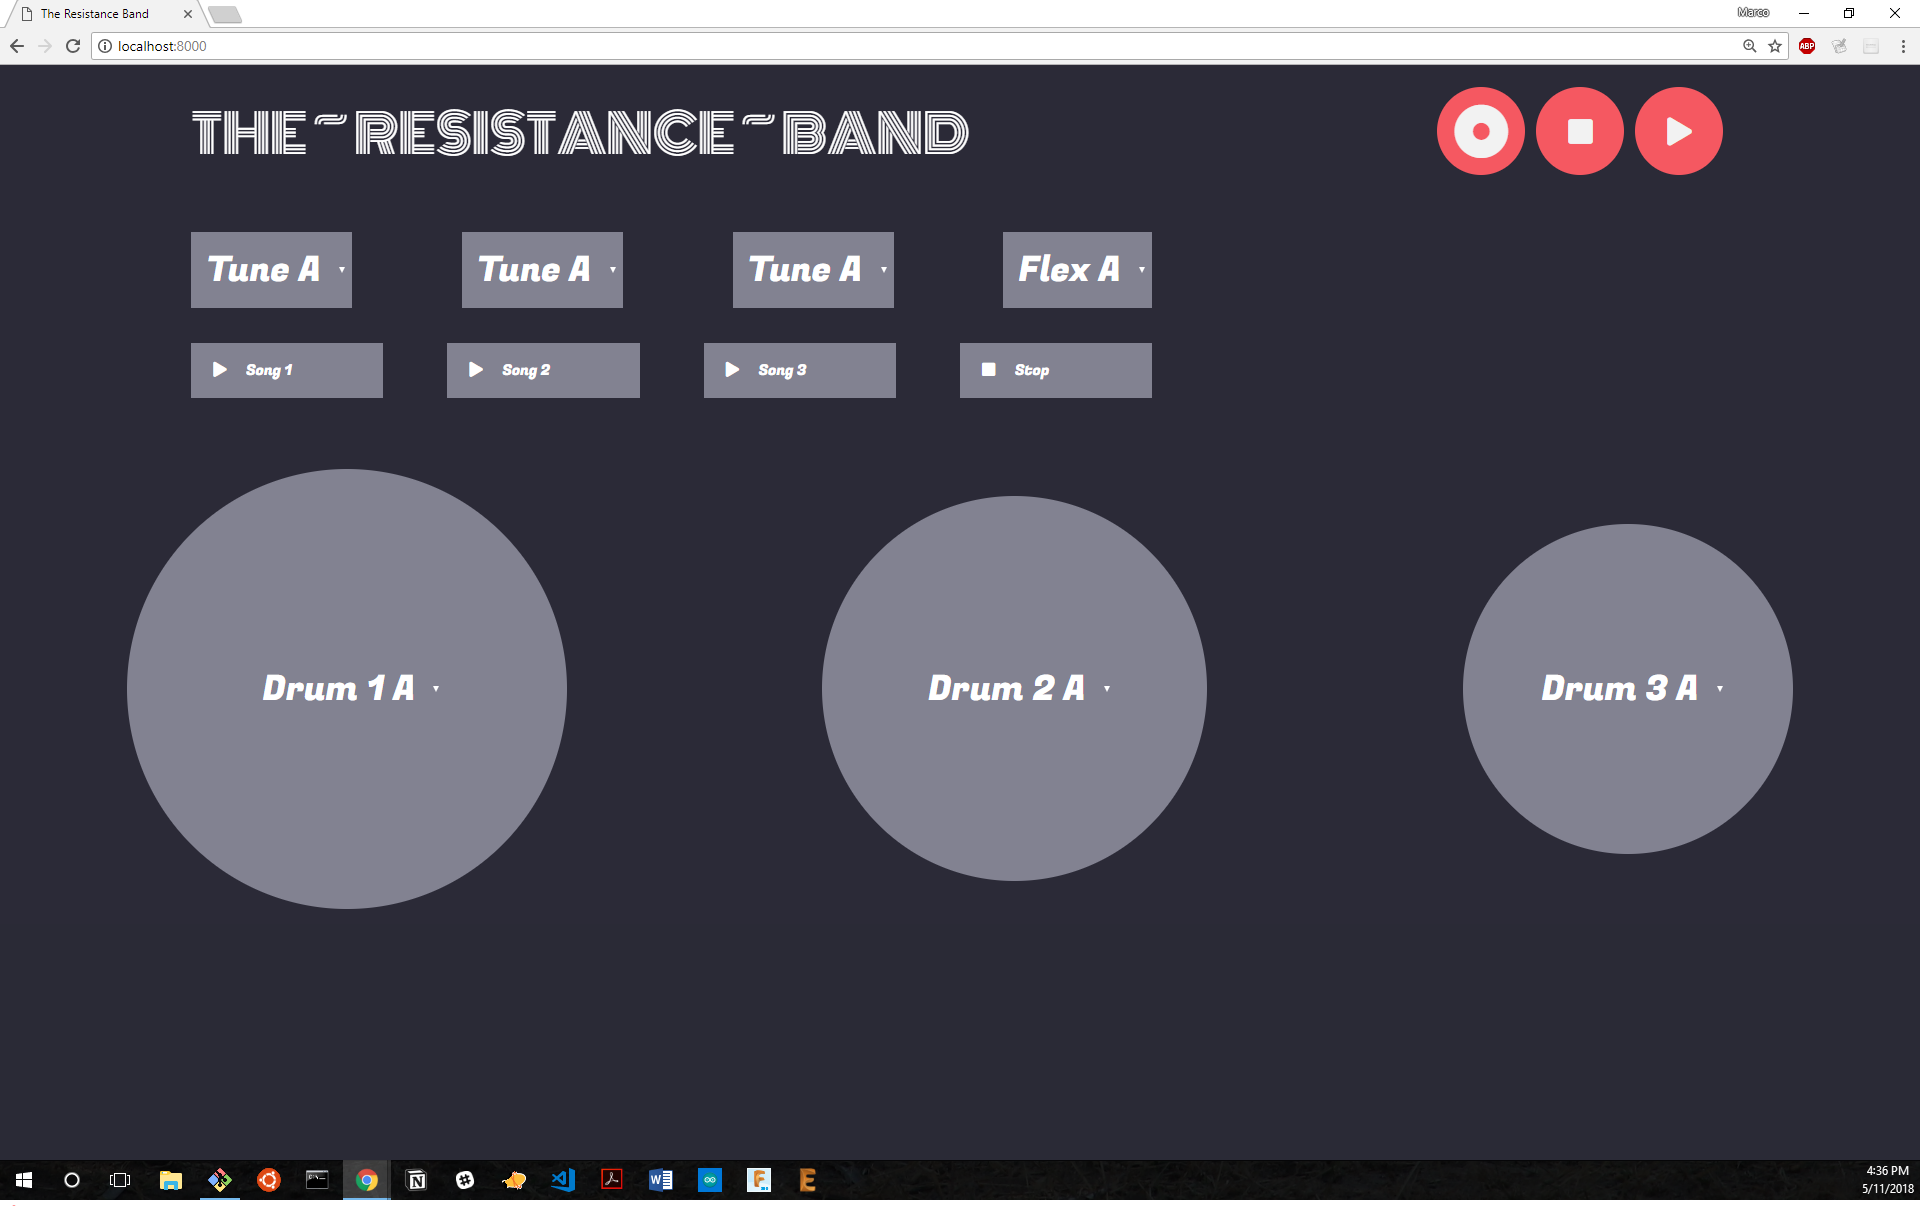 The Resistance Band
Marco
localhost:8000
ABP
THE~RESISTANCE~BAND
Tune A Tune A Tune A Flex A
Song 1 Song 2 Song 3 Stop
Drum 1 A Drum 2 A Drum 3 A
4:36 PM
5/11/2018